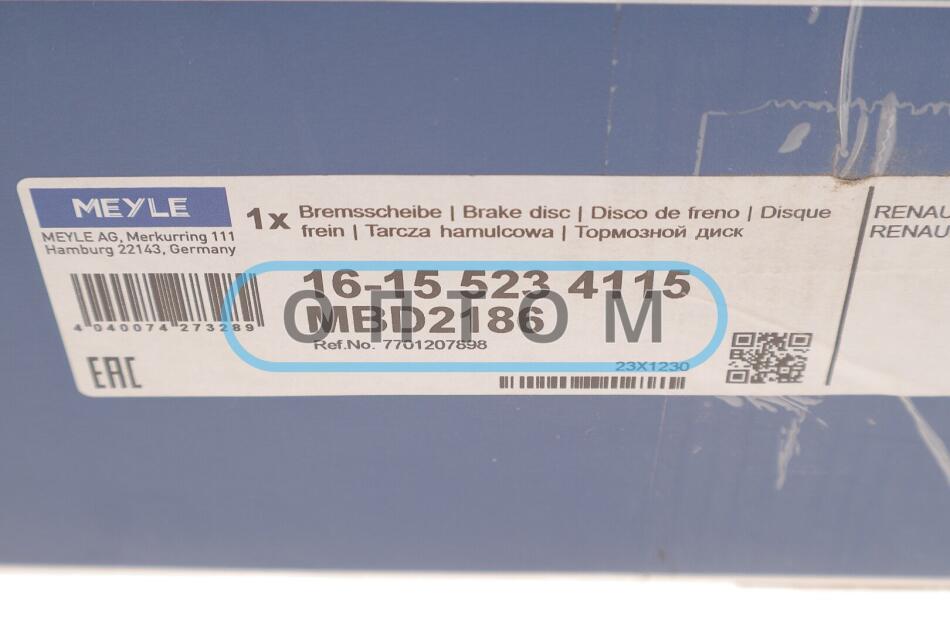 MEYLE
MEYLE AG, Merkurring 111
Hamburg 22143, Germany
1x
Bremsscheibe | Brake disc | Disco de freno | Disque
frein | Tarcza hamulcowa | Тормозной диск
RENAU
RENAU
16-15 523 4115
MBD2186
ОПТОМ
Ref.No. 7701207898
4 040074 273289
EAC
23X1230